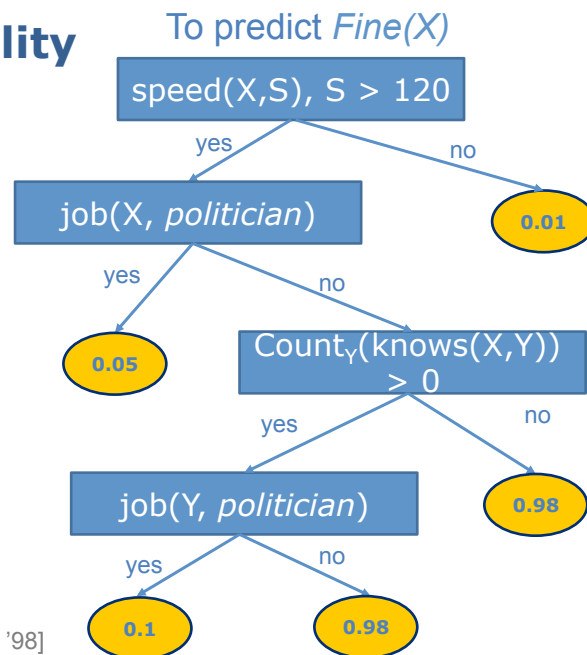 lity
To predict Fine(X)
speed(X,S), S > 120
yes
no
job(X, politician)
0.01
yes
no
0.05
CountY(knows(X,Y))
> 0
yes
no
job(Y, politician)
0.98
yes
no
0.1
0.98
'98]